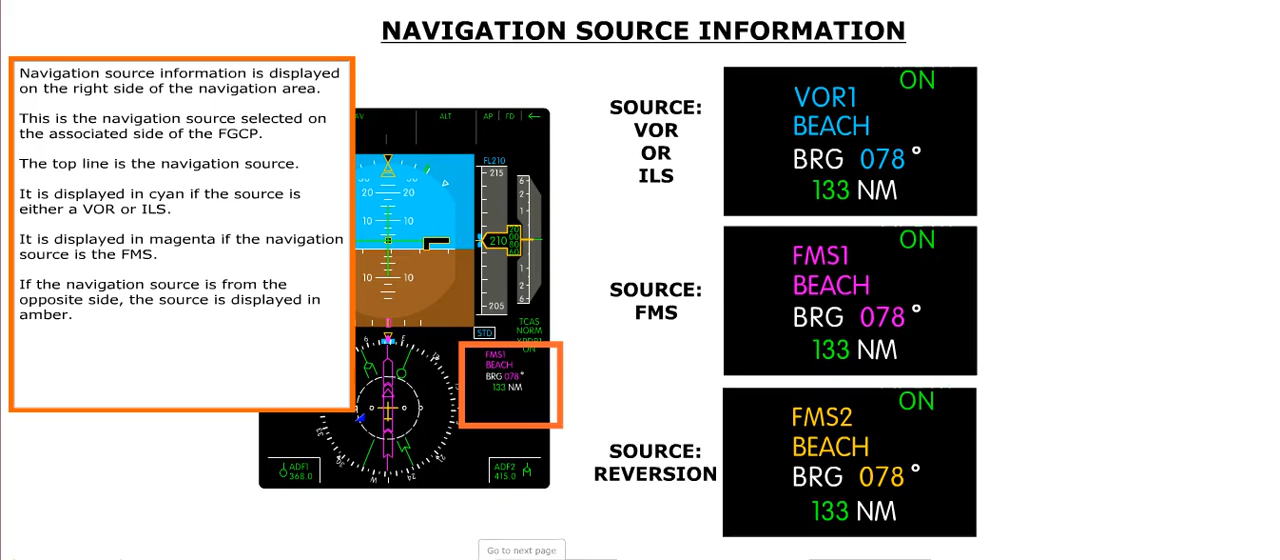 NAVIGATION SOURCE INFORMATION
Navigation source information is displayed
on the right side of the navigation area.
This is the navigation source selected on
the associated side of the FGCP.
The top line is the navigation source.
It is displayed in cyan if the source is
either a VOR or ILS.
It is displayed in magenta if the navigation
source is the FMS.
If the navigation source is from the
opposite side, the source is displayed in
amber.
AV ALT AP FD ←
FL210
215
20 20
10 10
210
10
205
STD
TCAS
NORM
ON
FMS1
BEACH
BRG 078°
133 NM
ADF1
368.0
ADF2
415.0
SOURCE:
VOR
OR
ILS
ON
VOR1
BEACH
BRG 078°
133 NM
SOURCE:
FMS
ON
FMS1
BEACH
BRG 078°
133 NM
SOURCE:
REVERSION
ON
FMS2
BEACH
BRG 078°
133 NM
Go to next page